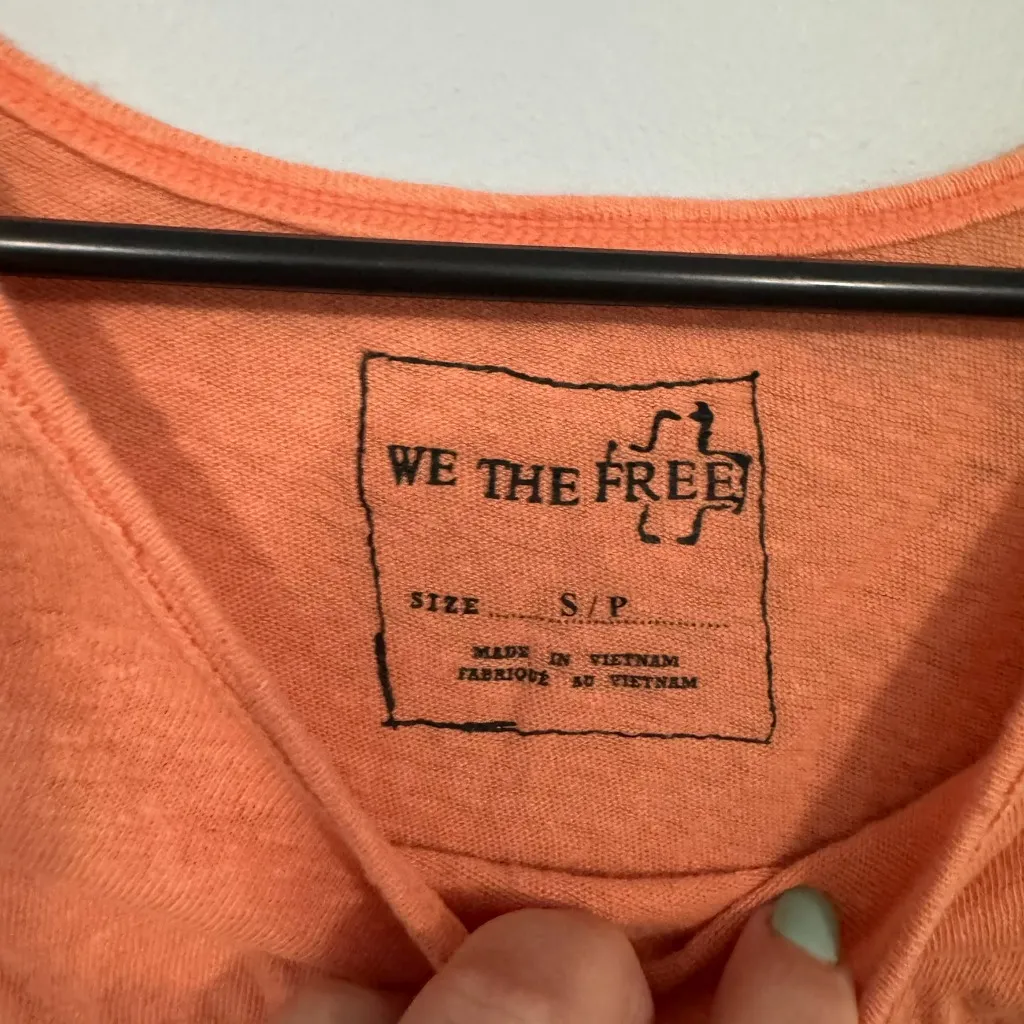 WE THE FREE
SIZE........S/P............
MADE IN VIETNAM
FABRIQUÉ AU VIETNAM